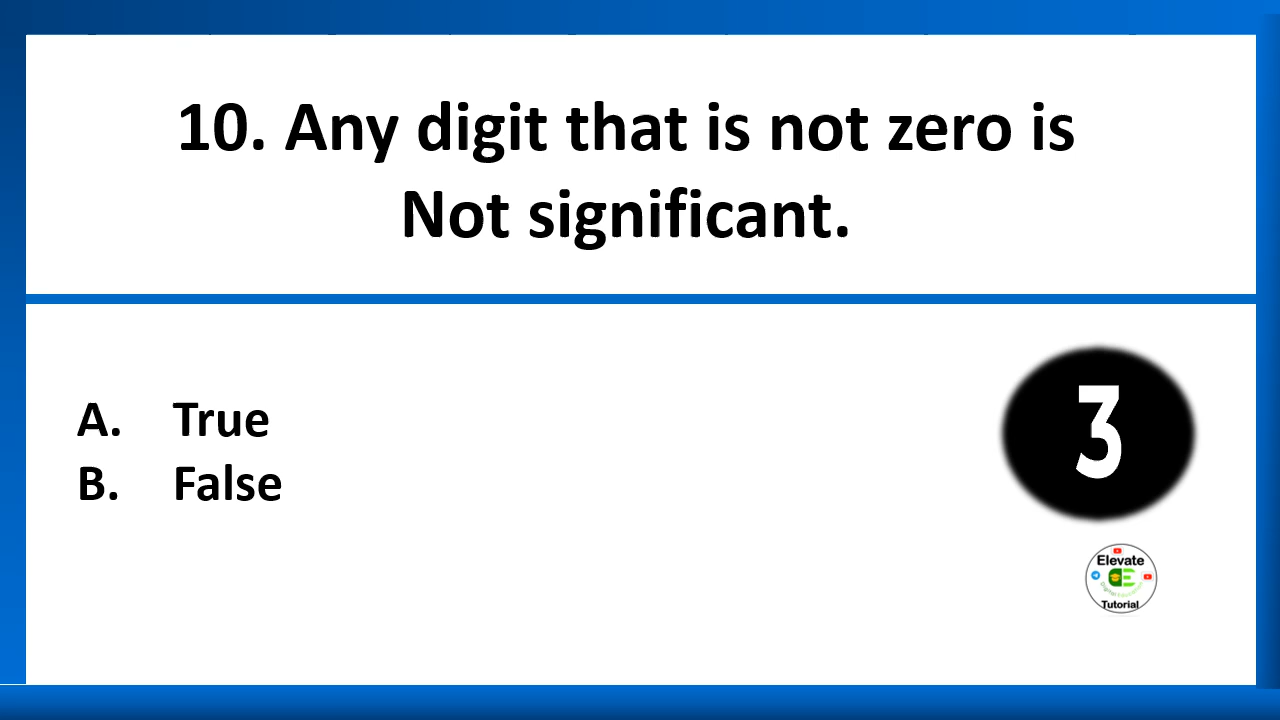 10. Any digit that is not zero is
Not significant.
A. True
B. False
3
Elevate
Tutorial